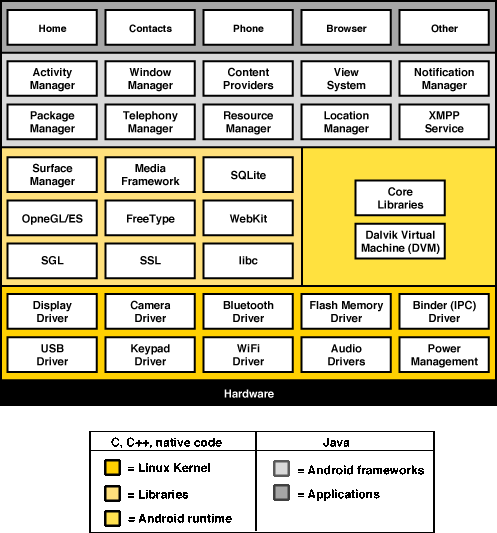 Home Contacts Phone Browser Other
Activity Manager Window Manager Content Providers View System Notification Manager
Package Manager Telephony Manager Resource Manager Location Manager XMPP Service
Surface Manager Media Framework SQLite
OpneGL/ES FreeType WebKit
SGL SSL libc
Core Libraries
Dalvik Virtual Machine (DVM)
Display Driver Camera Driver Bluetooth Driver Flash Memory Driver Binder (IPC) Driver
USB Driver Keypad Driver WiFi Driver Audio Drivers Power Management
Hardware
C, C++, native code
= Linux Kernel
= Libraries
= Android runtime
Java
= Android frameworks
= Applications